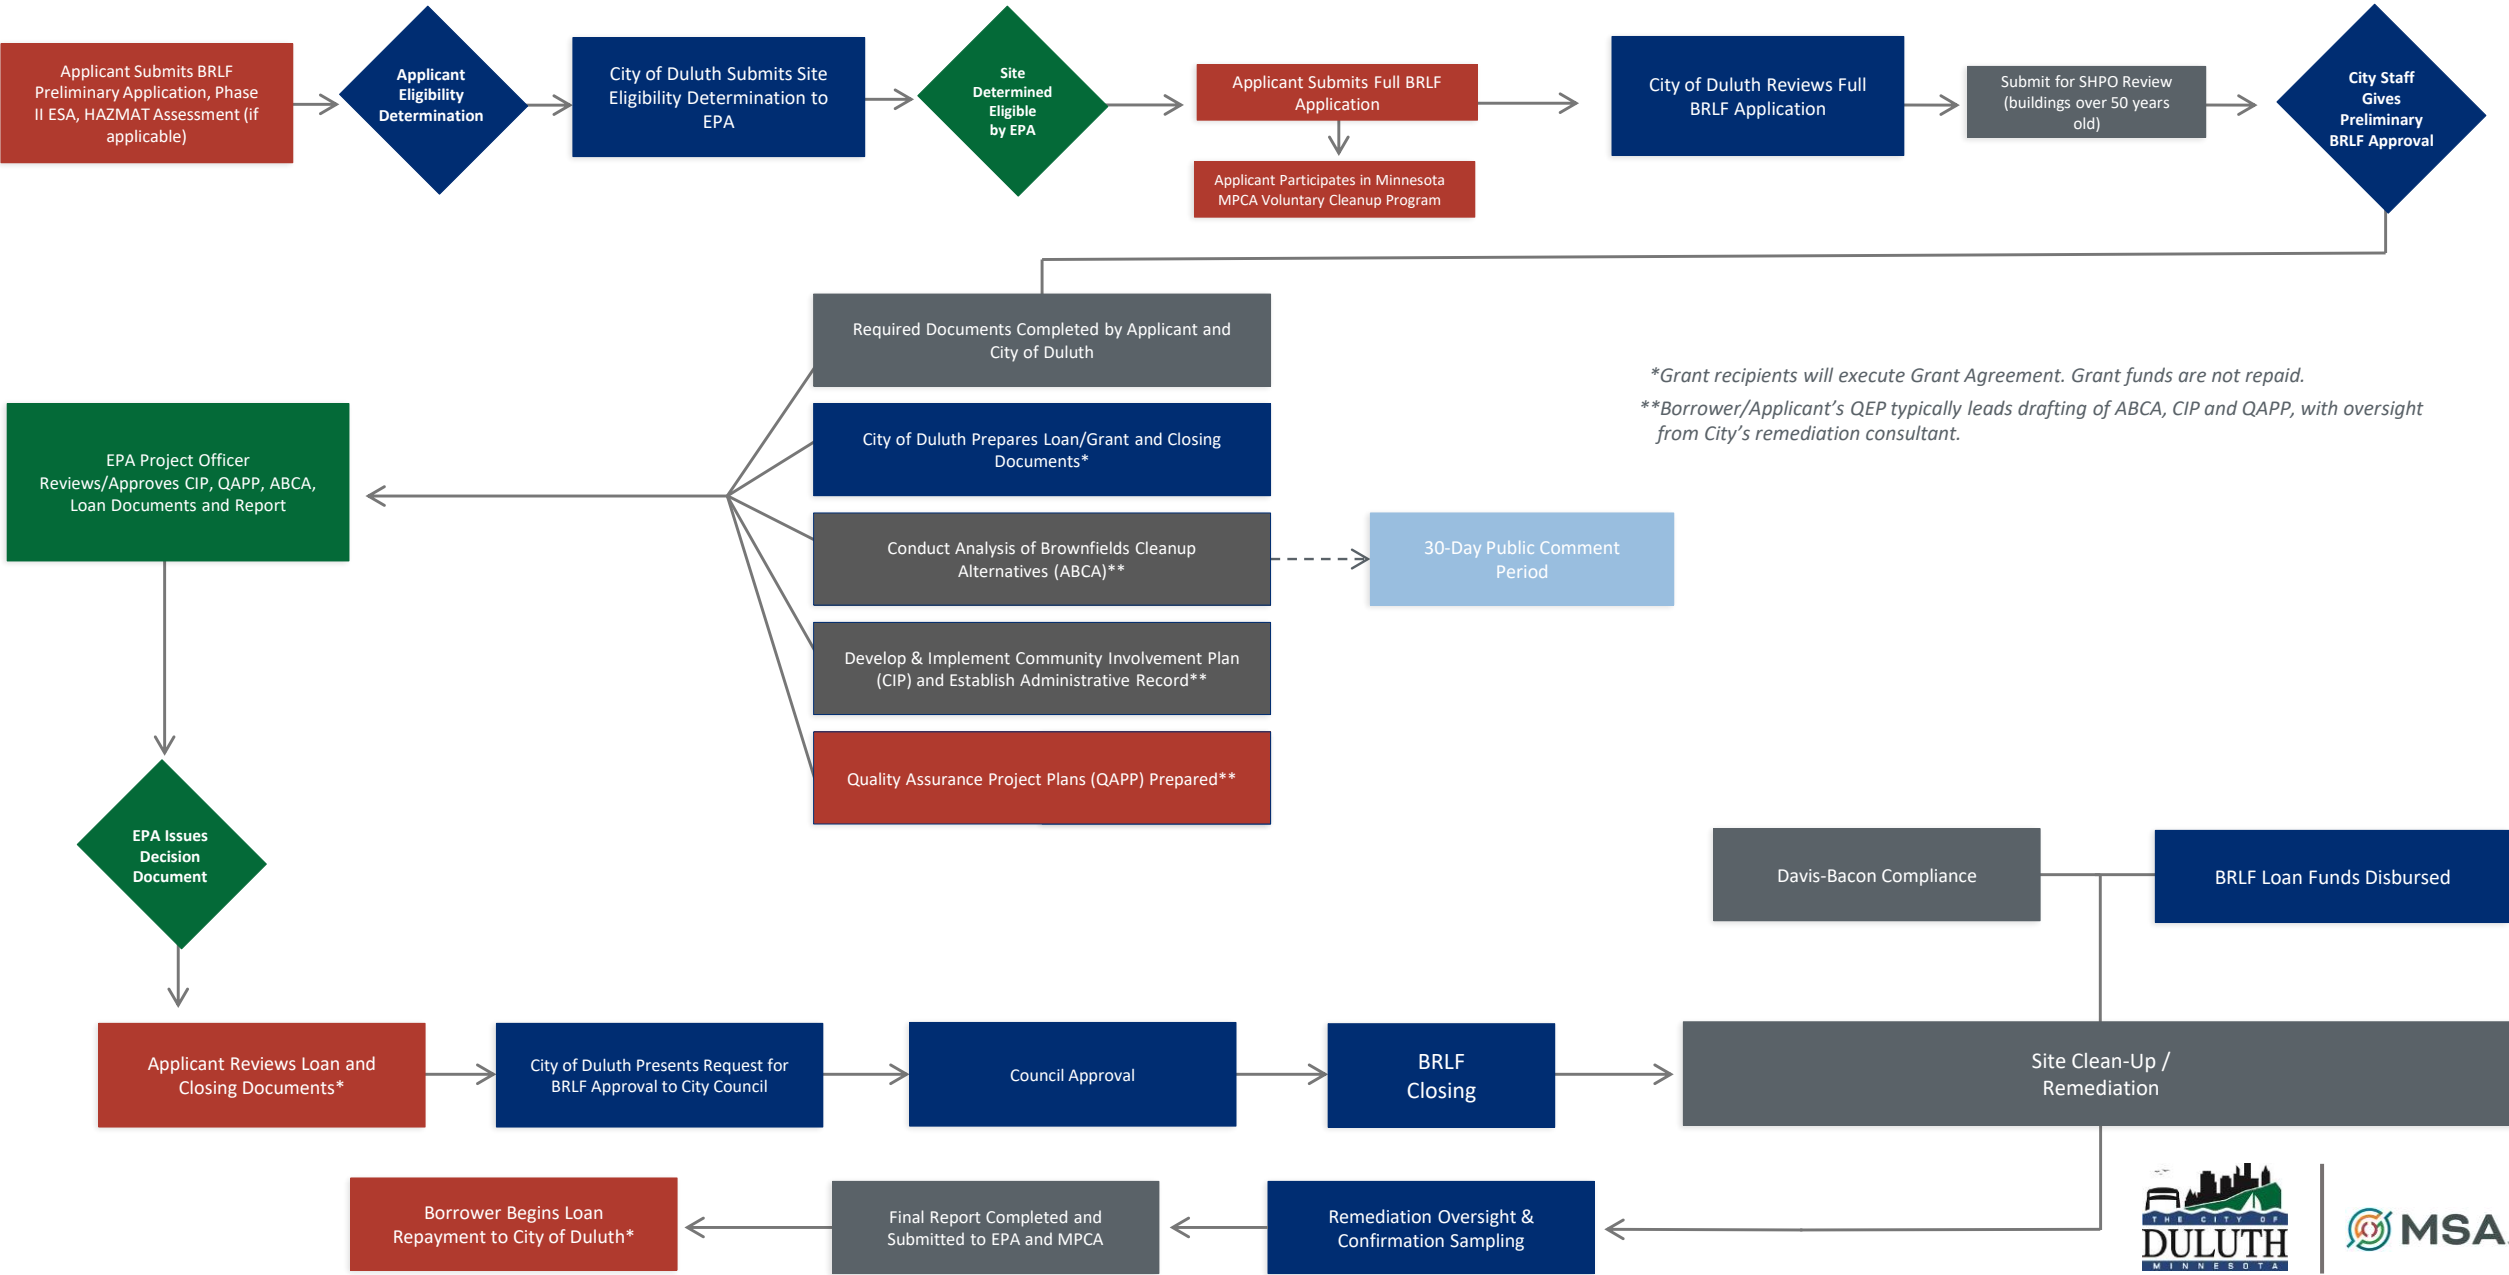 Applicant Submits BRLF
Preliminary Application, Phase
II ESA, HAZMAT Assessment (if
applicable)
Applicant
Eligibility
Determination
City of Duluth Submits Site
Eligibility Determination to
EPA
Site
Determined
Eligible
by EPA
Applicant Submits Full BRLF
Application
Applicant Participates in Minnesota
MPCA Voluntary Cleanup Program
City of Duluth Reviews Full
BRLF Application
Submit for SHPO Review
(buildings over 50 years
old)
City Staff
Gives
Preliminary
BRLF Approval
Required Documents Completed by Applicant and
City of Duluth
City of Duluth Prepares Loan/Grant and Closing
Documents*
Conduct Analysis of Brownfields Cleanup
Alternatives (ABCA)**
30-Day Public Comment
Period
Develop & Implement Community Involvement Plan
(CIP) and Establish Administrative Record**
Quality Assurance Project Plans (QAPP) Prepared**
*Grant recipients will execute Grant Agreement. Grant funds are not repaid.
**Borrower/Applicant's QEP typically leads drafting of ABCA, CIP and QAPP, with oversight
from City's remediation consultant.
EPA Project Officer
Reviews/Approves CIP, QAPP, ABCA,
Loan Documents and Report
EPA Issues
Decision
Document
Davis-Bacon Compliance
BRLF Loan Funds Disbursed
Applicant Reviews Loan and
Closing Documents*
City of Duluth Presents Request for
BRLF Approval to City Council
Council Approval
BRLF
Closing
Site Clean-Up /
Remediation
Borrower Begins Loan
Repayment to City of Duluth*
Final Report Completed and
Submitted to EPA and MPCA
Remediation Oversight &
Confirmation Sampling
THE CITY OF
DULUTH
MINNESOTA
MSA